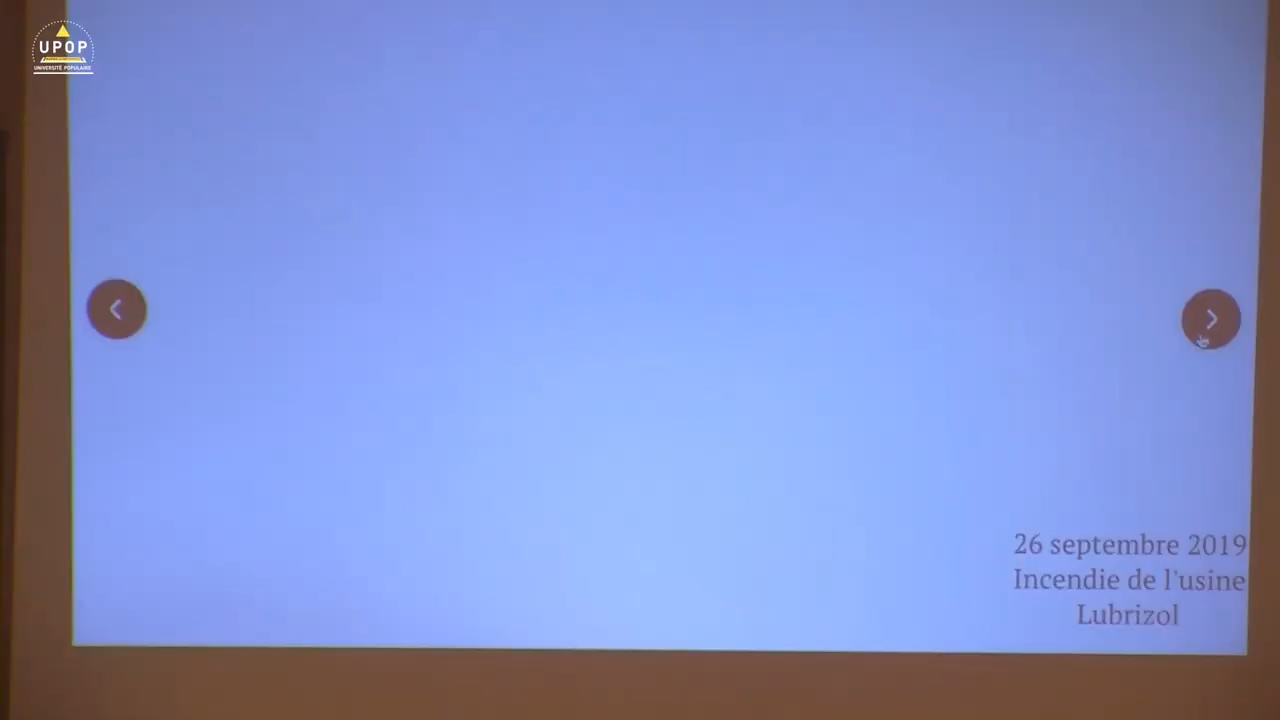 UPOP
UNIVERSITÉ POPULAIRE
26 septembre 2019
Incendie de l'usine
Lubrizol